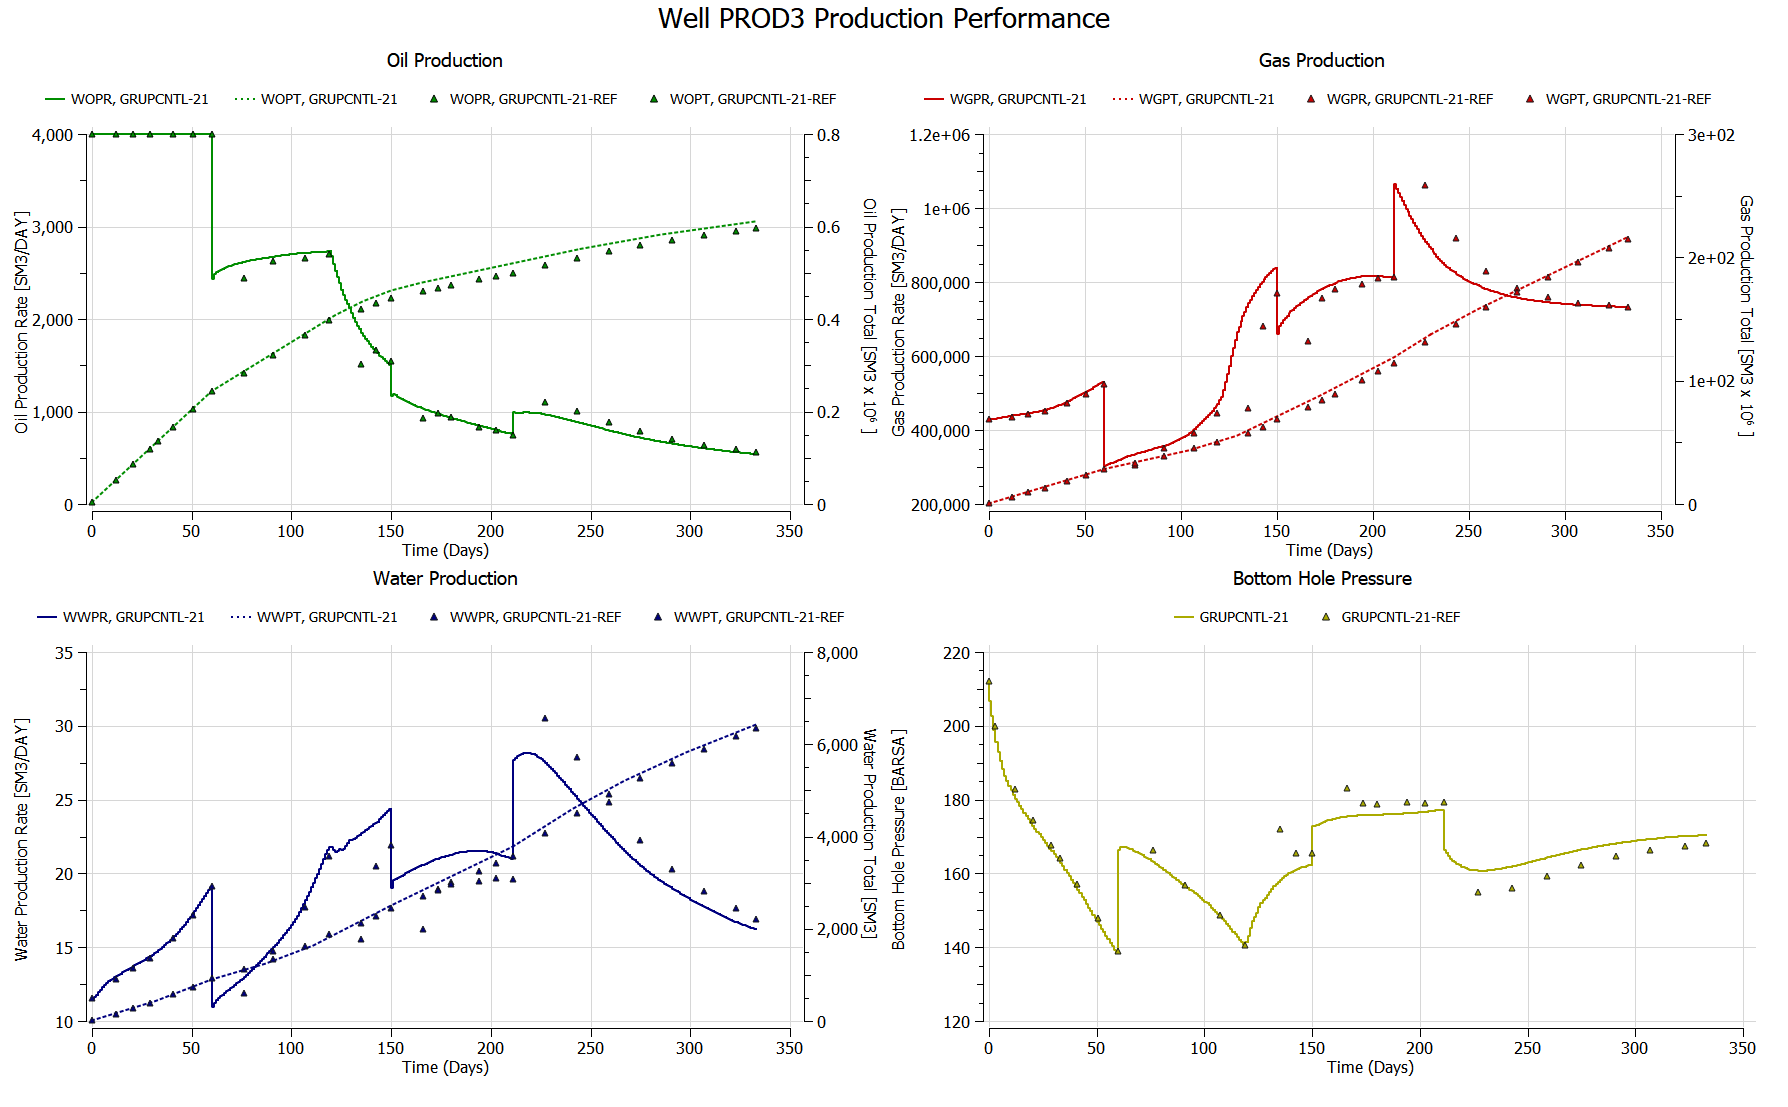 Well PROD3 Production Performance
Oil Production
WOPR, GRUPCNTL-21 WOPT, GRUPCNTL-21 WOPR, GRUPCNTL-21-REF WOPT, GRUPCNTL-21-REF
4,000
3,000
2,000
1,000
0
Oil Production Rate [SM3/DAY]
0.8
0.6
0.4
0.2
0
Oil Production Total [SM3 x 10⁶ ]
0 50 100 150 200 250 300 350
Time (Days)
Gas Production
WGPR, GRUPCNTL-21 WGPT, GRUPCNTL-21 WGPR, GRUPCNTL-21-REF WGPT, GRUPCNTL-21-REF
1.2e+06
1e+06
800,000
600,000
400,000
200,000
Gas Production Rate [SM3/DAY]
3e+02
2e+02
1e+02
0
Gas Production Total [SM3 x 10⁶ ]
0 50 100 150 200 250 300 350
Time (Days)
Water Production
WWPR, GRUPCNTL-21 WWPT, GRUPCNTL-21 WWPR, GRUPCNTL-21-REF WWPT, GRUPCNTL-21-REF
35
30
25
20
15
10
Water Production Rate [SM3/DAY]
8,000
6,000
4,000
2,000
0
Water Production Total [SM3]
0 50 100 150 200 250 300 350
Time (Days)
Bottom Hole Pressure
GRUPCNTL-21 GRUPCNTL-21-REF
220
200
180
160
140
120
Bottom Hole Pressure [BARSA]
0 50 100 150 200 250 300 350
Time (Days)